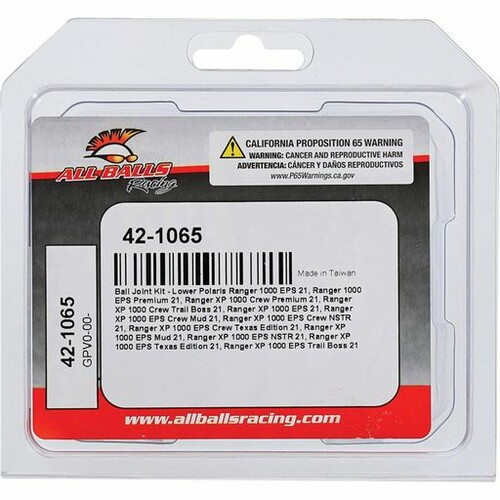 ALL BALLS
Racing
CALIFORNIA PROPOSITION 65 WARNING
WARNING: CANCER AND REPRODUCTIVE HARM
ADVERTENCIA: CÁNCER Y DAÑOS REPRODUCTIVOS
www.P65Warnings.ca.gov
42-1065
Made in Taiwan
Ball Joint Kit - Lower Polaris Ranger 1000 EPS 21, Ranger 1000
EPS Premium 21, Ranger XP 1000 Crew Premium 21, Ranger
XP 1000 Crew Trail Boss 21, Ranger XP 1000 EPS 21, Ranger
XP 1000 EPS Crew Mud 21, Ranger XP 1000 EPS Crew NSTR
21, Ranger XP 1000 EPS Crew Texas Edition 21, Ranger XP
1000 EPS Mud 21, Ranger XP 1000 EPS NSTR 21, Ranger XP
1000 EPS Texas Edition 21, Ranger XP 1000 EPS Trail Boss 21
42-1065
GPV0-00-
www.allballsracing.com